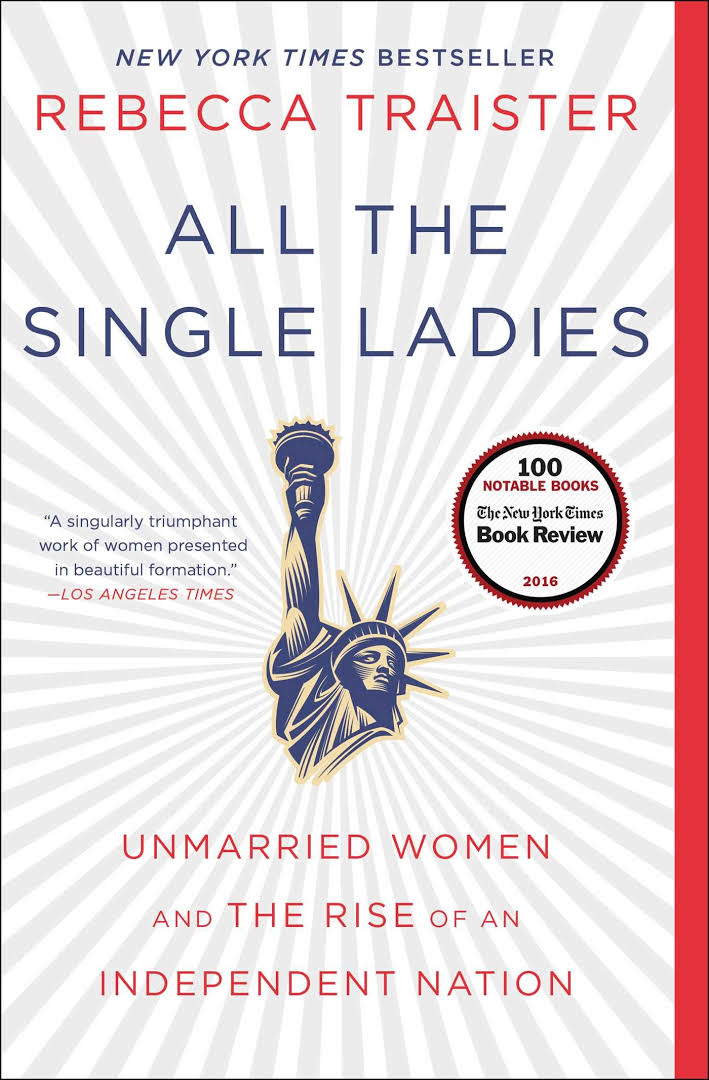 NEW YORK TIMES BESTSELLER
REBECCA TRAISTER
ALL THE
SINGLE LADIES
“A singularly triumphant
work of women presented
in beautiful formation.”
—LOS ANGELES TIMES
100
NOTABLE BOOKS
The New York Times
Book Review
2016
UNMARRIED WOMEN
AND THE RISE OF AN
INDEPENDENT NATION